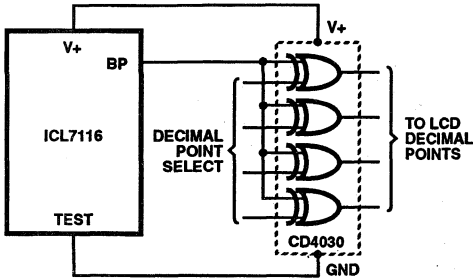 V+
V+
BP
ICL7116
DECIMAL
POINT
SELECT
TO LCD
DECIMAL
POINTS
TEST
CD4030
GND